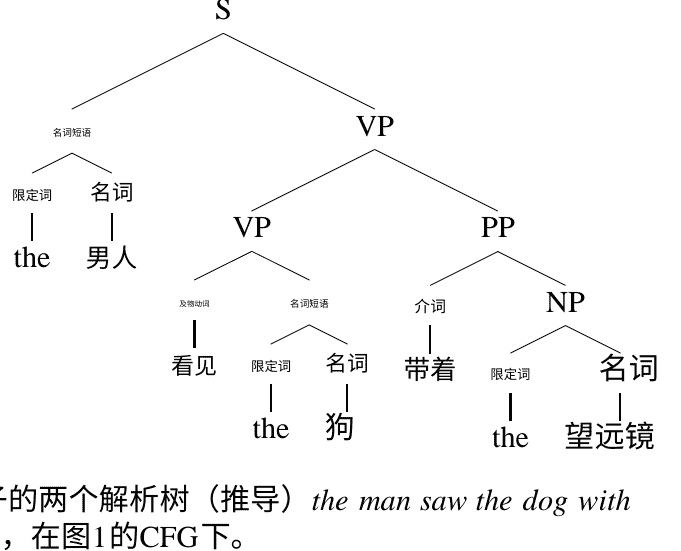 S
名词短语 VP
限定词 名词 VP PP
the 男人
及物动词 名词短语 介词 NP
看见 限定词 名词 带着 限定词 名词
the 狗 the 望远镜
的两个解析树（推导）the man saw the dog with
，在图1的CFG下。